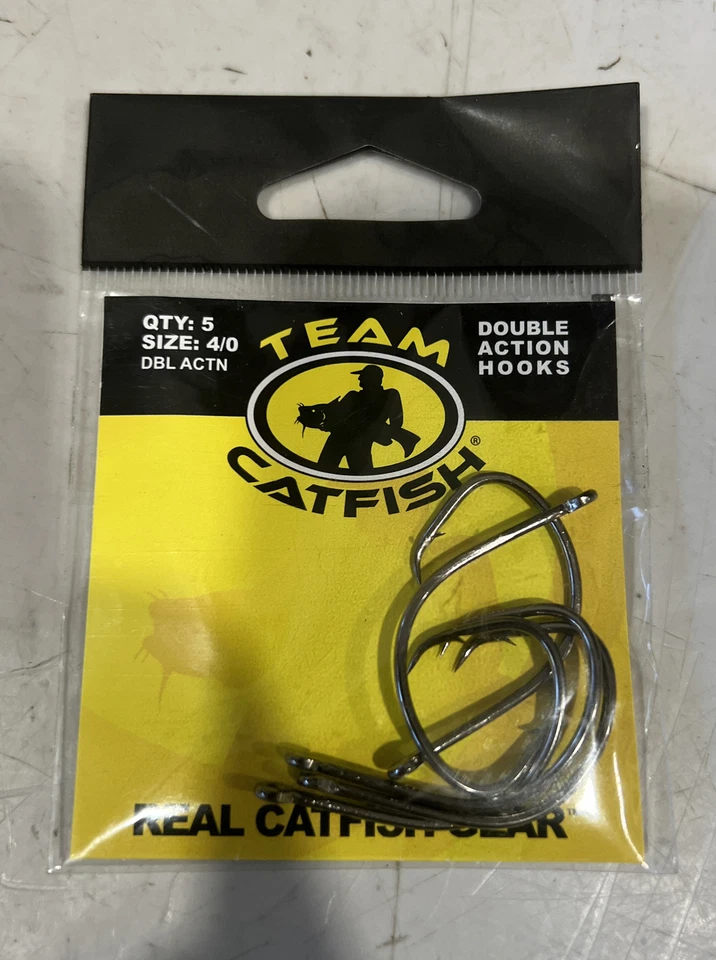 QTY: 5
SIZE: 4/0
DBL ACTN
TEAM
CATFISH®
DOUBLE
ACTION
HOOKS
REAL CATFISH GEAR™